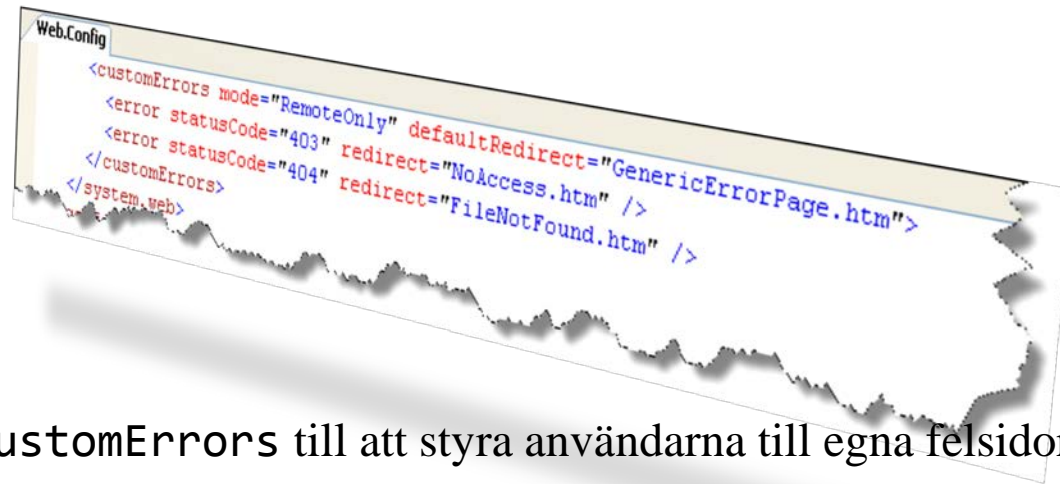 Web.Config
<customErrors mode="RemoteOnly" defaultRedirect="GenericErrorPage.htm">
<error statusCode="403" redirect="NoAccess.htm" />
<error statusCode="404" redirect="FileNotFound.htm" />
</customErrors>
</system.web>
ustomErrors till att styra användarna till egna felsidor